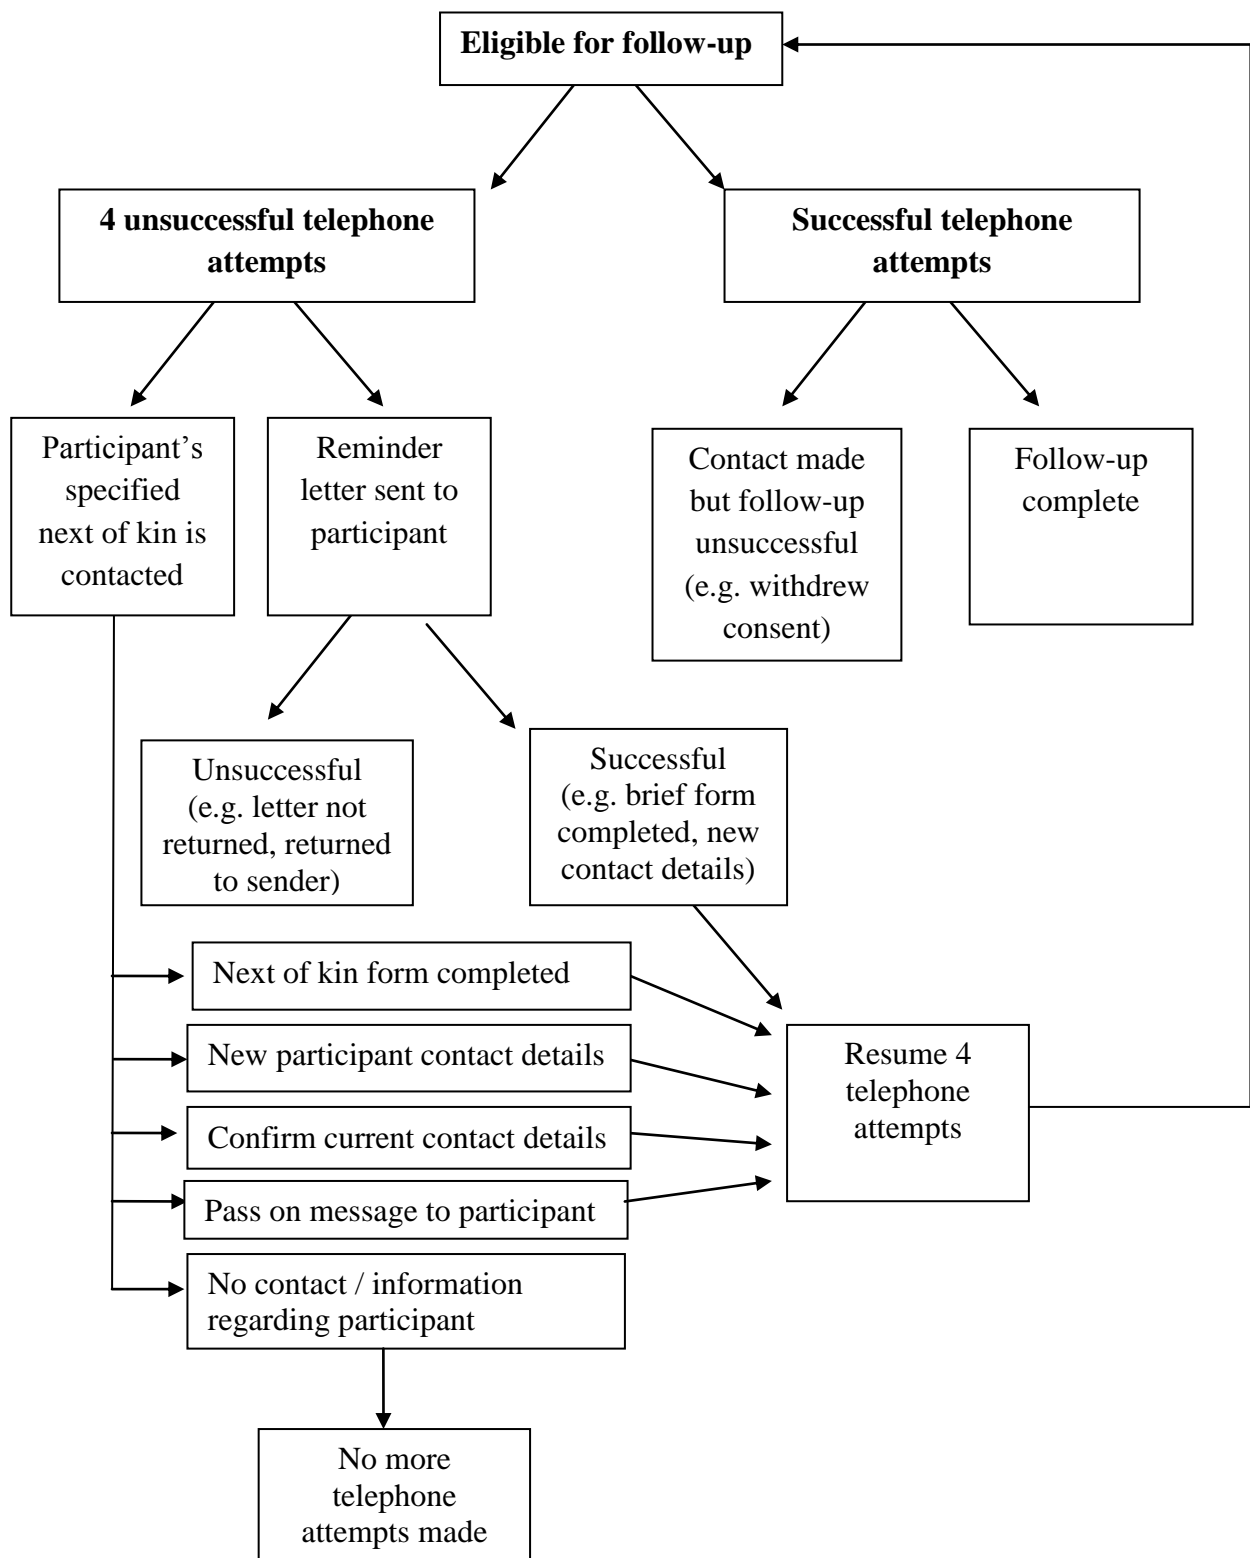 Eligible for follow-up
4 unsuccessful telephone
attempts
Successful telephone
attempts
Participant’s
specified
next of kin is
contacted
Reminder
letter sent to
participant
Contact made
but follow-up
unsuccessful
(e.g. withdrew
consent)
Follow-up
complete
Unsuccessful
(e.g. letter not
returned, returned
to sender)
Successful
(e.g. brief form
completed, new
contact details)
Next of kin form completed
New participant contact details
Confirm current contact details
Pass on message to participant
No contact / information
regarding participant
Resume 4
telephone
attempts
No more
telephone
attempts made